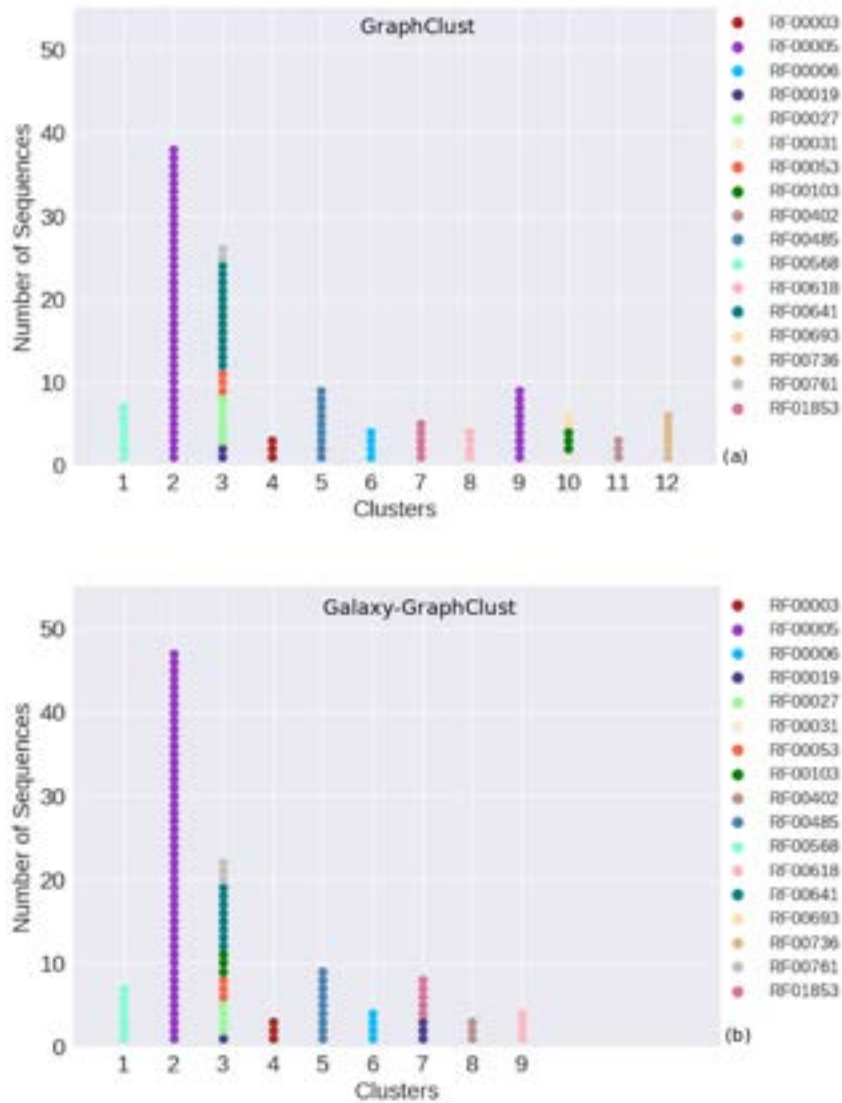 GraphClust
50
40
30
20
10
0
Number of Sequences
1 2 3 4 5 6 7 8 9 10 11 12
Clusters
RF00003
RF00005
RF00006
RF00019
RF00027
RF00031
RF00053
RF00103
RF00402
RF00485
RF00568
RF00618
RF00641
RF00693
RF00736
RF00761
RF01853
(a)
Galaxy-GraphClust
50
40
30
20
10
0
Number of Sequences
1 2 3 4 5 6 7 8 9
Clusters
RF00003
RF00005
RF00006
RF00019
RF00027
RF00031
RF00053
RF00103
RF00402
RF00485
RF00568
RF00618
RF00641
RF00693
RF00736
RF00761
RF01853
(b)